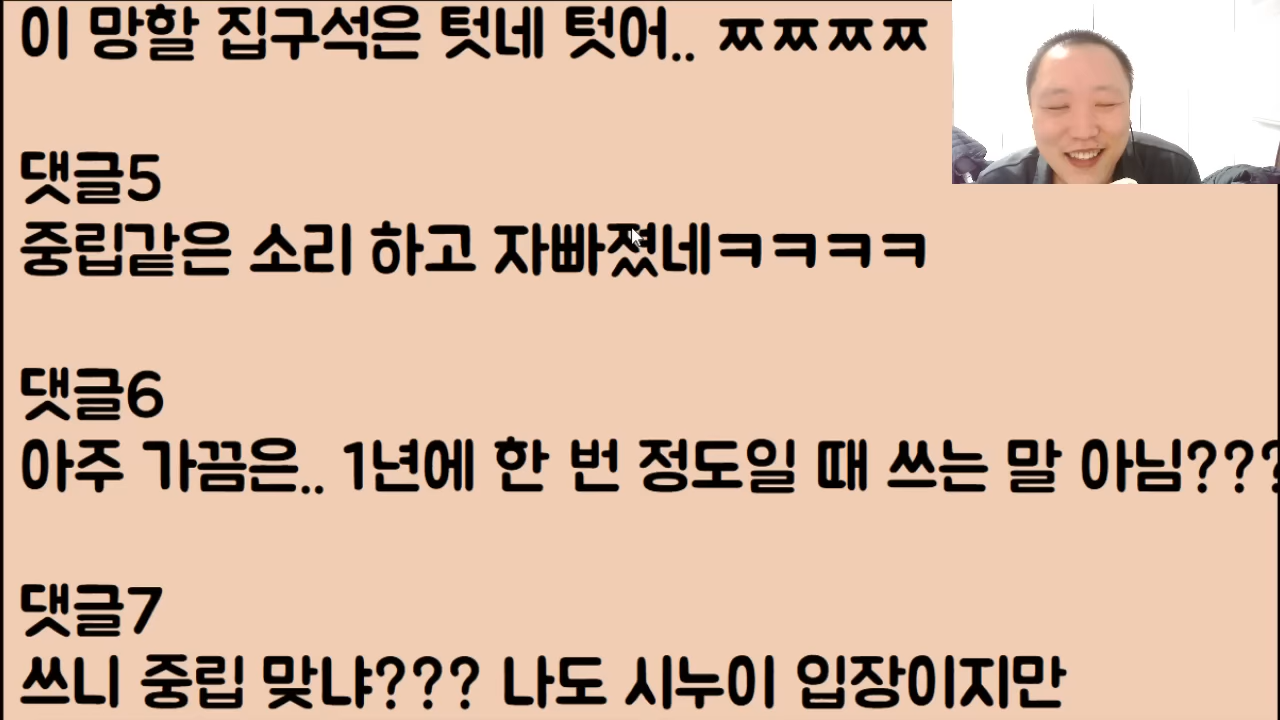 이 망할 집구석은 텃네 텃어.. ㅉㅉㅉㅉ
댓글5
중립같은 소리 하고 자빠졌네ㅋㅋㅋㅋ
댓글6
아주 가끔은.. 1년에 한 번 정도일 때 쓰는 말 아님???
댓글7
쓰니 중립 맞냐??? 나도 시누이 입장이지만